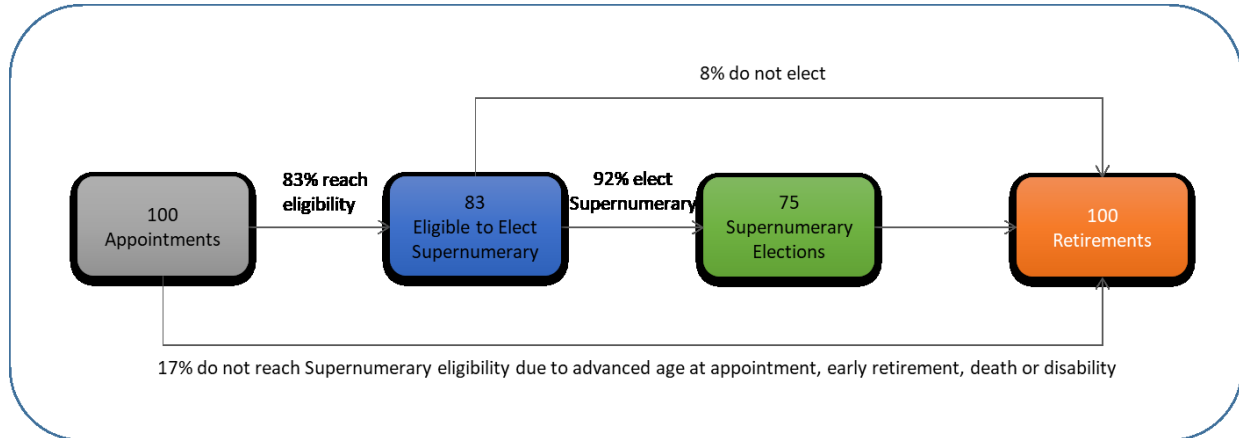 8% do not elect
83% reach
eligibility
92% elect
Supernumerary
100
Appointments
83
Eligible to Elect
Supernumerary
75
Supernumerary
Elections
100
Retirements
17% do not reach Supernumerary eligibility due to advanced age at appointment, early retirement, death or disability